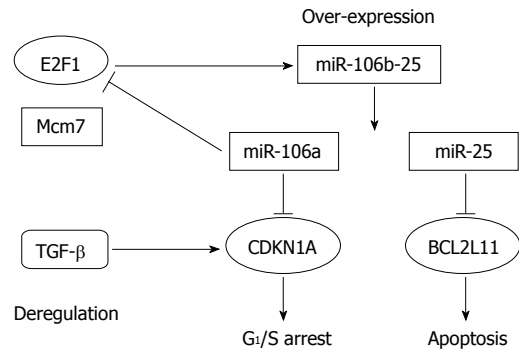 Over-expression
E2F1
miR-106b-25
Mcm7
miR-106a
miR-25
TGF-β
CDKN1A
BCL2L11
Deregulation
G₁/S arrest
Apoptosis